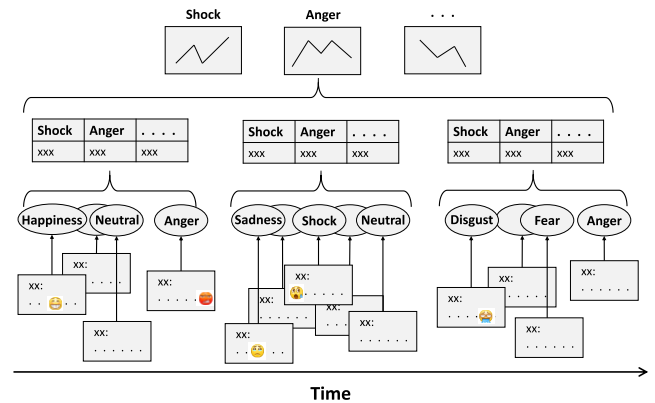 Shock Anger . . .
Shock Anger . . . .
xxx xxx xxx
Shock Anger . . . .
xxx xxx xxx
Shock Anger . . . .
xxx xxx xxx
Happiness Neutral Anger
Sadness Shock Neutral
Disgust Fear Anger
xx:
. .
xx:
. . . .
xx:
. . . . .
xx:
. . . . . .
xx:
. . . . .
xx:
. . . .
xx:
. . . .
xx:
. . . . .
xx:
. . . . . .
xx:
. . . .
xx:
. . . . .
xx:
. . . . . .
xx:
. . . . . .
Time